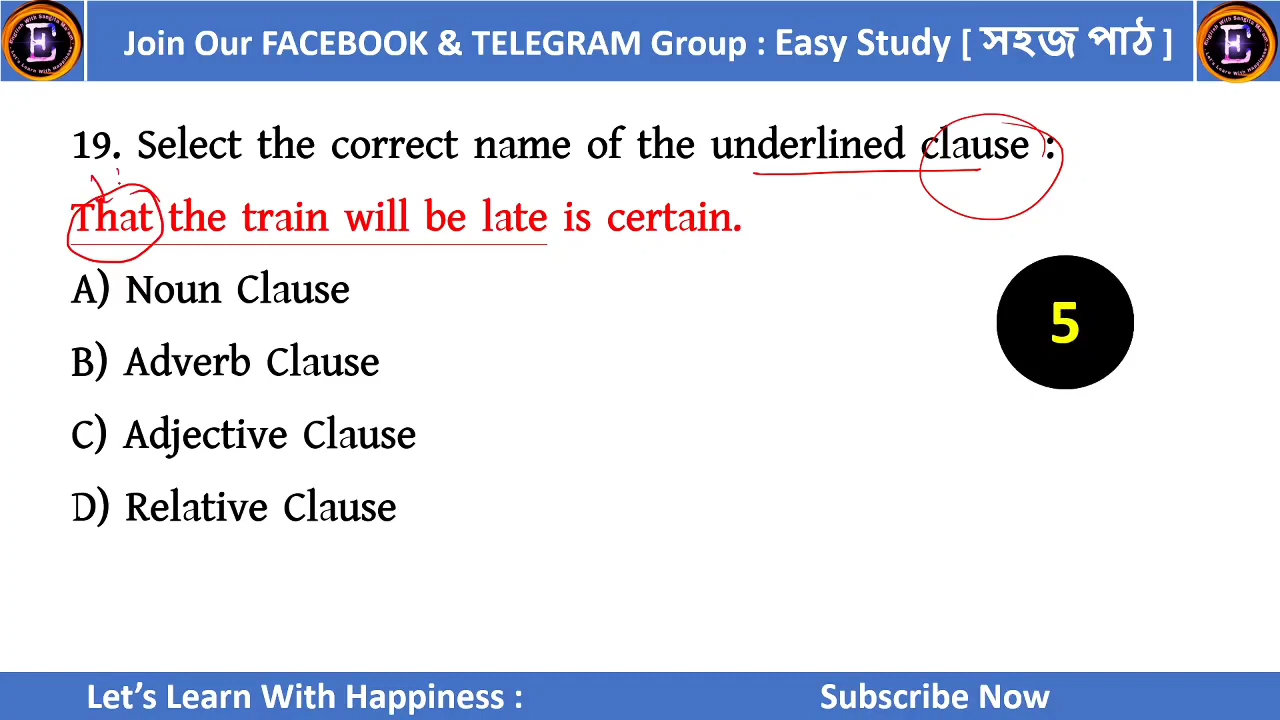 Join Our FACEBOOK & TELEGRAM Group : Easy Study [ সহজ পাঠ ]
19. Select the correct name of the underlined clause :
That the train will be late is certain.
A) Noun Clause
B) Adverb Clause
C) Adjective Clause
D) Relative Clause
5
Let's Learn With Happiness :
Subscribe Now